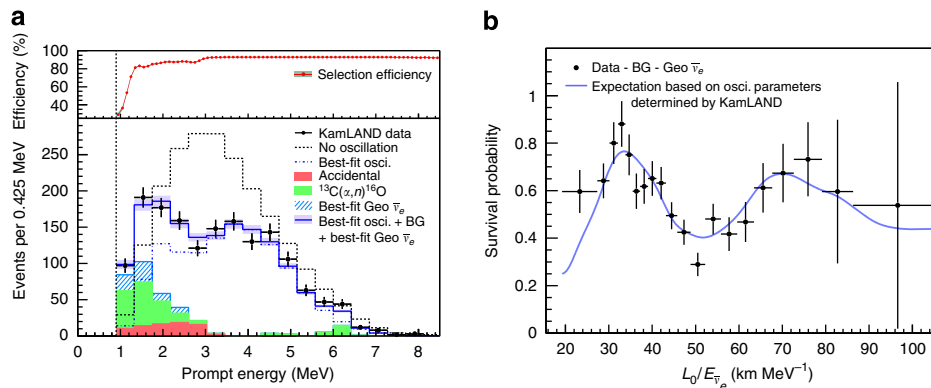 a
Efficiency (%)
100
80
60
40
20
0
Selection efficiency
Events per 0.425 MeV
250
200
150
100
50
0
KamLAND data
No oscillation
Best-fit osci.
Accidental
¹³C(α,n)¹⁶O
Best-fit Geo ν̅ₑ
Best-fit osci. + BG
+ best-fit Geo ν̅ₑ
0 1 2 3 4 5 6 7 8
Prompt energy (MeV)
b
Survival probability
1
0.8
0.6
0.4
0.2
0
Data - BG - Geo ν̅ₑ
Expectation based on osci. parameters
determined by KamLAND
20 30 40 50 60 70 80 90 100
L₀/E_ν̅ₑ (km MeV⁻¹)